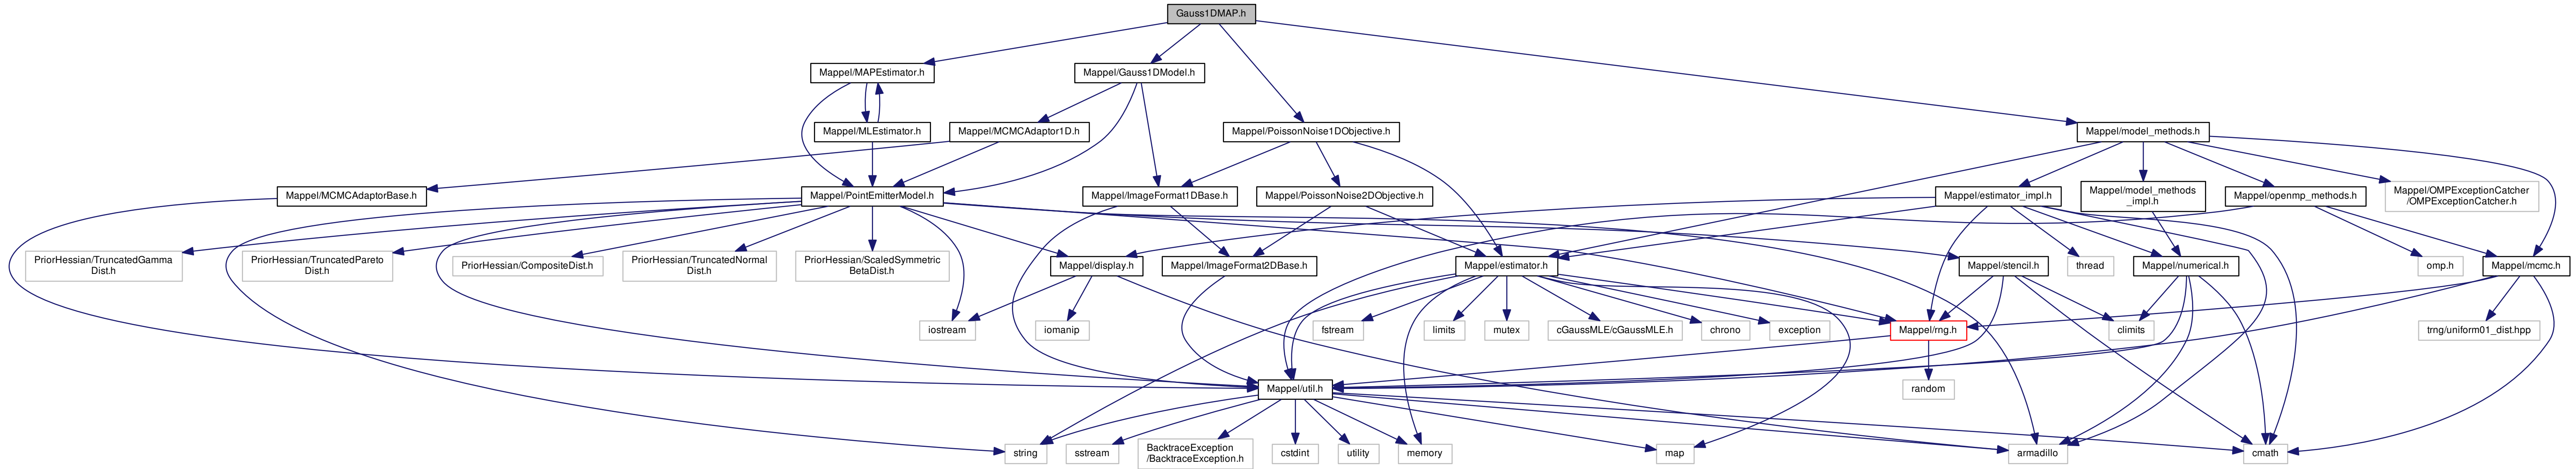 Gauss1DMAP.h
Mappel/MAPEstimator.h
Mappel/Gauss1DModel.h
Mappel/MLEstimator.h
Mappel/MCMCAdaptor1D.h
Mappel/PoissonNoise1DObjective.h
Mappel/model_methods.h
Mappel/MCMCAdaptorBase.h
Mappel/PointEmitterModel.h
Mappel/ImageFormat1DBase.h
Mappel/PoissonNoise2DObjective.h
Mappel/estimator_impl.h
Mappel/model_methods
_impl.h
Mappel/openmp_methods.h
Mappel/OMPExceptionCatcher
/OMPExceptionCatcher.h
PriorHessian/TruncatedGamma
Dist.h
PriorHessian/TruncatedPareto
Dist.h
PriorHessian/CompositeDist.h
PriorHessian/TruncatedNormal
Dist.h
PriorHessian/ScaledSymmetric
BetaDist.h
Mappel/display.h
Mappel/ImageFormat2DBase.h
Mappel/estimator.h
Mappel/stencil.h
thread
Mappel/numerical.h
omp.h
Mappel/mcmc.h
iostream
iomanip
fstream
limits
mutex
cGaussMLE/cGaussMLE.h
chrono
exception
Mappel/rng.h
climits
trng/uniform01_dist.hpp
Mappel/util.h
random
string
sstream
BacktraceException
/BacktraceException.h
cstdint
utility
memory
map
armadillo
cmath